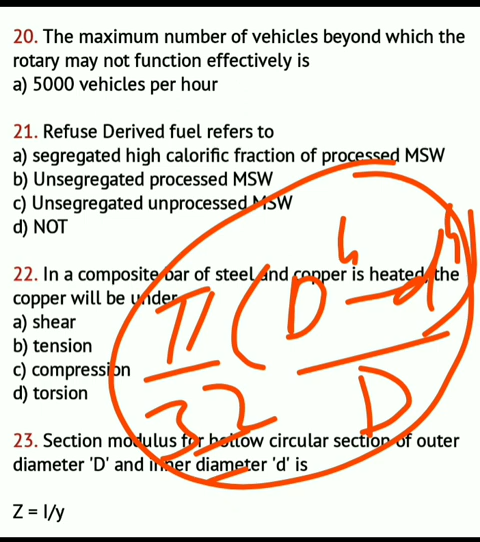 20. The maximum number of vehicles beyond which the
rotary may not function effectively is
a) 5000 vehicles per hour
21. Refuse Derived fuel refers to
a) segregated high calorific fraction of processed MSW
b) Unsegregated processed MSW
c) Unsegregated unprocessed MSW
d) NOT
22. In a composite bar of steel and copper is heated, the
copper will be under
a) shear
b) tension
c) compression
d) torsion
π/32 (D⁴-d⁴)/D
23. Section modulus for hollow circular section of outer
diameter 'D' and inner diameter 'd' is
Z = I/y